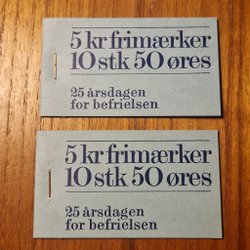 5 kr frimærker
10 stk 50 øres
25 årsdagen
for befrielsen
5 kr frimærker
10 stk 50 øres
25 årsdagen
for befrielsen